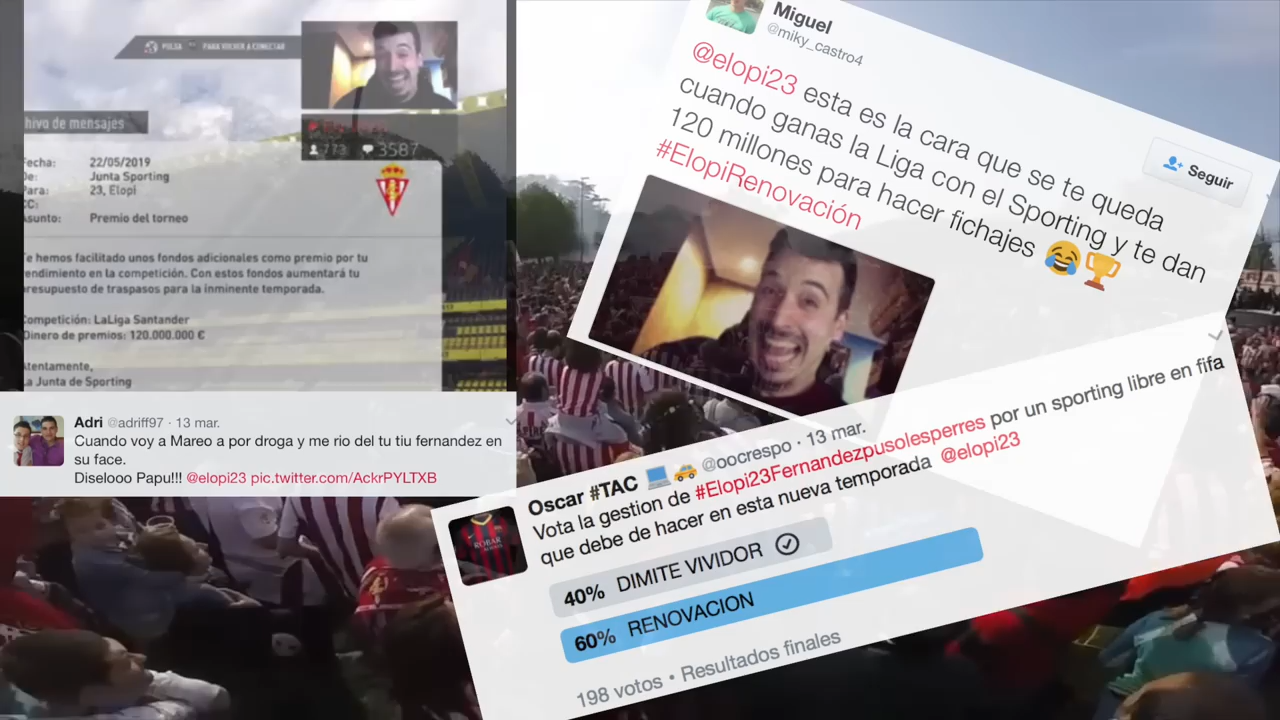 PULSA PARA VOLVER A CONECTAR
773 3587
hivo de mensajes
Fecha: 22/05/2019
De: Junta Sporting
Para: 23, Elopi
CC:
Asunto: Premio del torneo
Te hemos facilitado unos fondos adicionales como premio por tu
rendimiento en la competición. Con estos fondos aumentará tu
presupuesto de traspasos para la inminente temporada.
Competición: LaLiga Santander
Dinero de premios: 120.000.000 €
Atentamente,
La Junta de Sporting
Adri @adriff97 · 13 mar.
Cuando voy a Mareo a por droga y me rio del tu tiu fernandez en
su face.
Diselooo Papu!!! @elopi23 pic.twitter.com/AckrPYLTXB
Miguel
@miky_castro4
Seguir
@elopi23 esta es la cara que se te queda
cuando ganas la Liga con el Sporting y te dan
120 millones para hacer fichajes 😂🏆
#ElopiRenovación
Oscar #TAC 💻🚕 @oocrespo · 13 mar.
Vota la gestion de #Elopi23Fernandezpusolesperres por un sporting libre en fifa
que debe de hacer en esta nueva temporada @elopi23
ROBAR
40% DIMITE VIVIDOR
60% RENOVACION
198 votos • Resultados finales